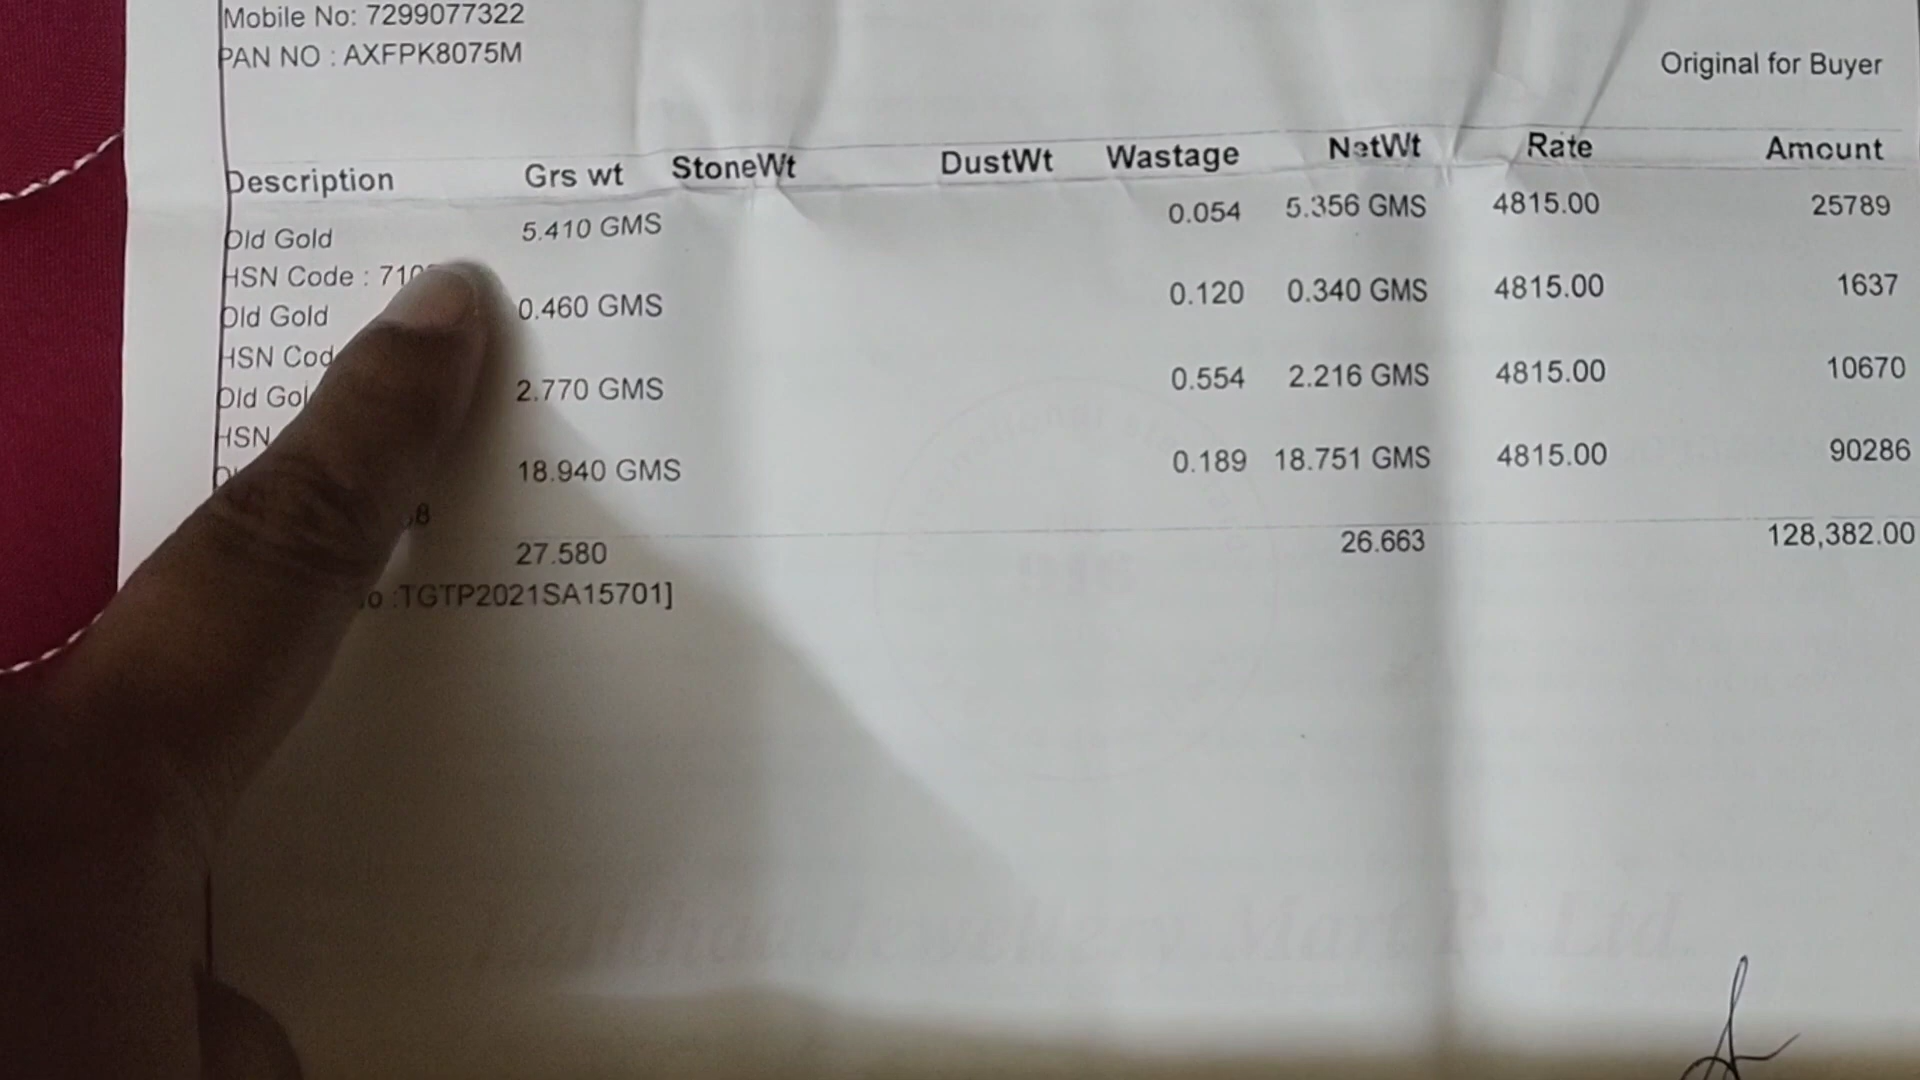 Mobile No: 7299077322
PAN NO : AXFPK8075M
Original for Buyer
Description Grs wt StoneWt DustWt Wastage NetWt Rate Amount
Old Gold 5.410 GMS 0.054 5.356 GMS 4815.00 25789
HSN Code :
Old Gold 0.460 GMS 0.120 0.340 GMS 4815.00 1637
HSN
Old 2.770 GMS 0.554 2.216 GMS 4815.00 10670
HSN
18.940 GMS 0.189 18.751 GMS 4815.00 90286
27.580 26.663 128,382.00
:TGTP2021SA15701]
Jewellery Mart P. Ltd.